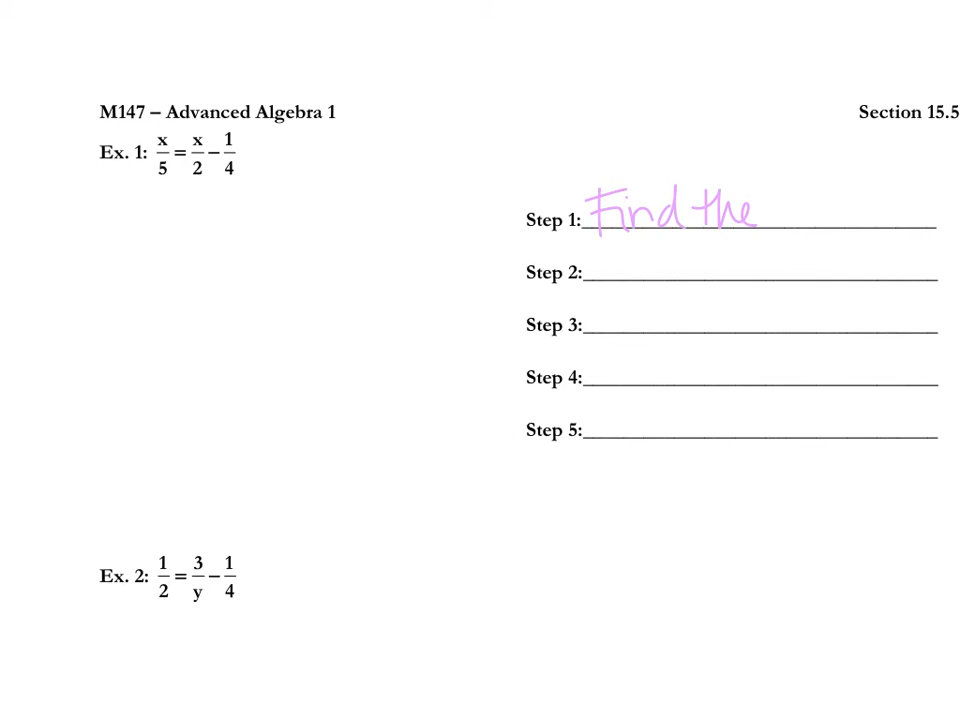 M147 – Advanced Algebra 1 Section 15.5
Ex. 1: x/5 = x/2 − 1/4
Step 1: Find the
Step 2:
Step 3:
Step 4:
Step 5:
Ex. 2: 1/2 = 3/y − 1/4